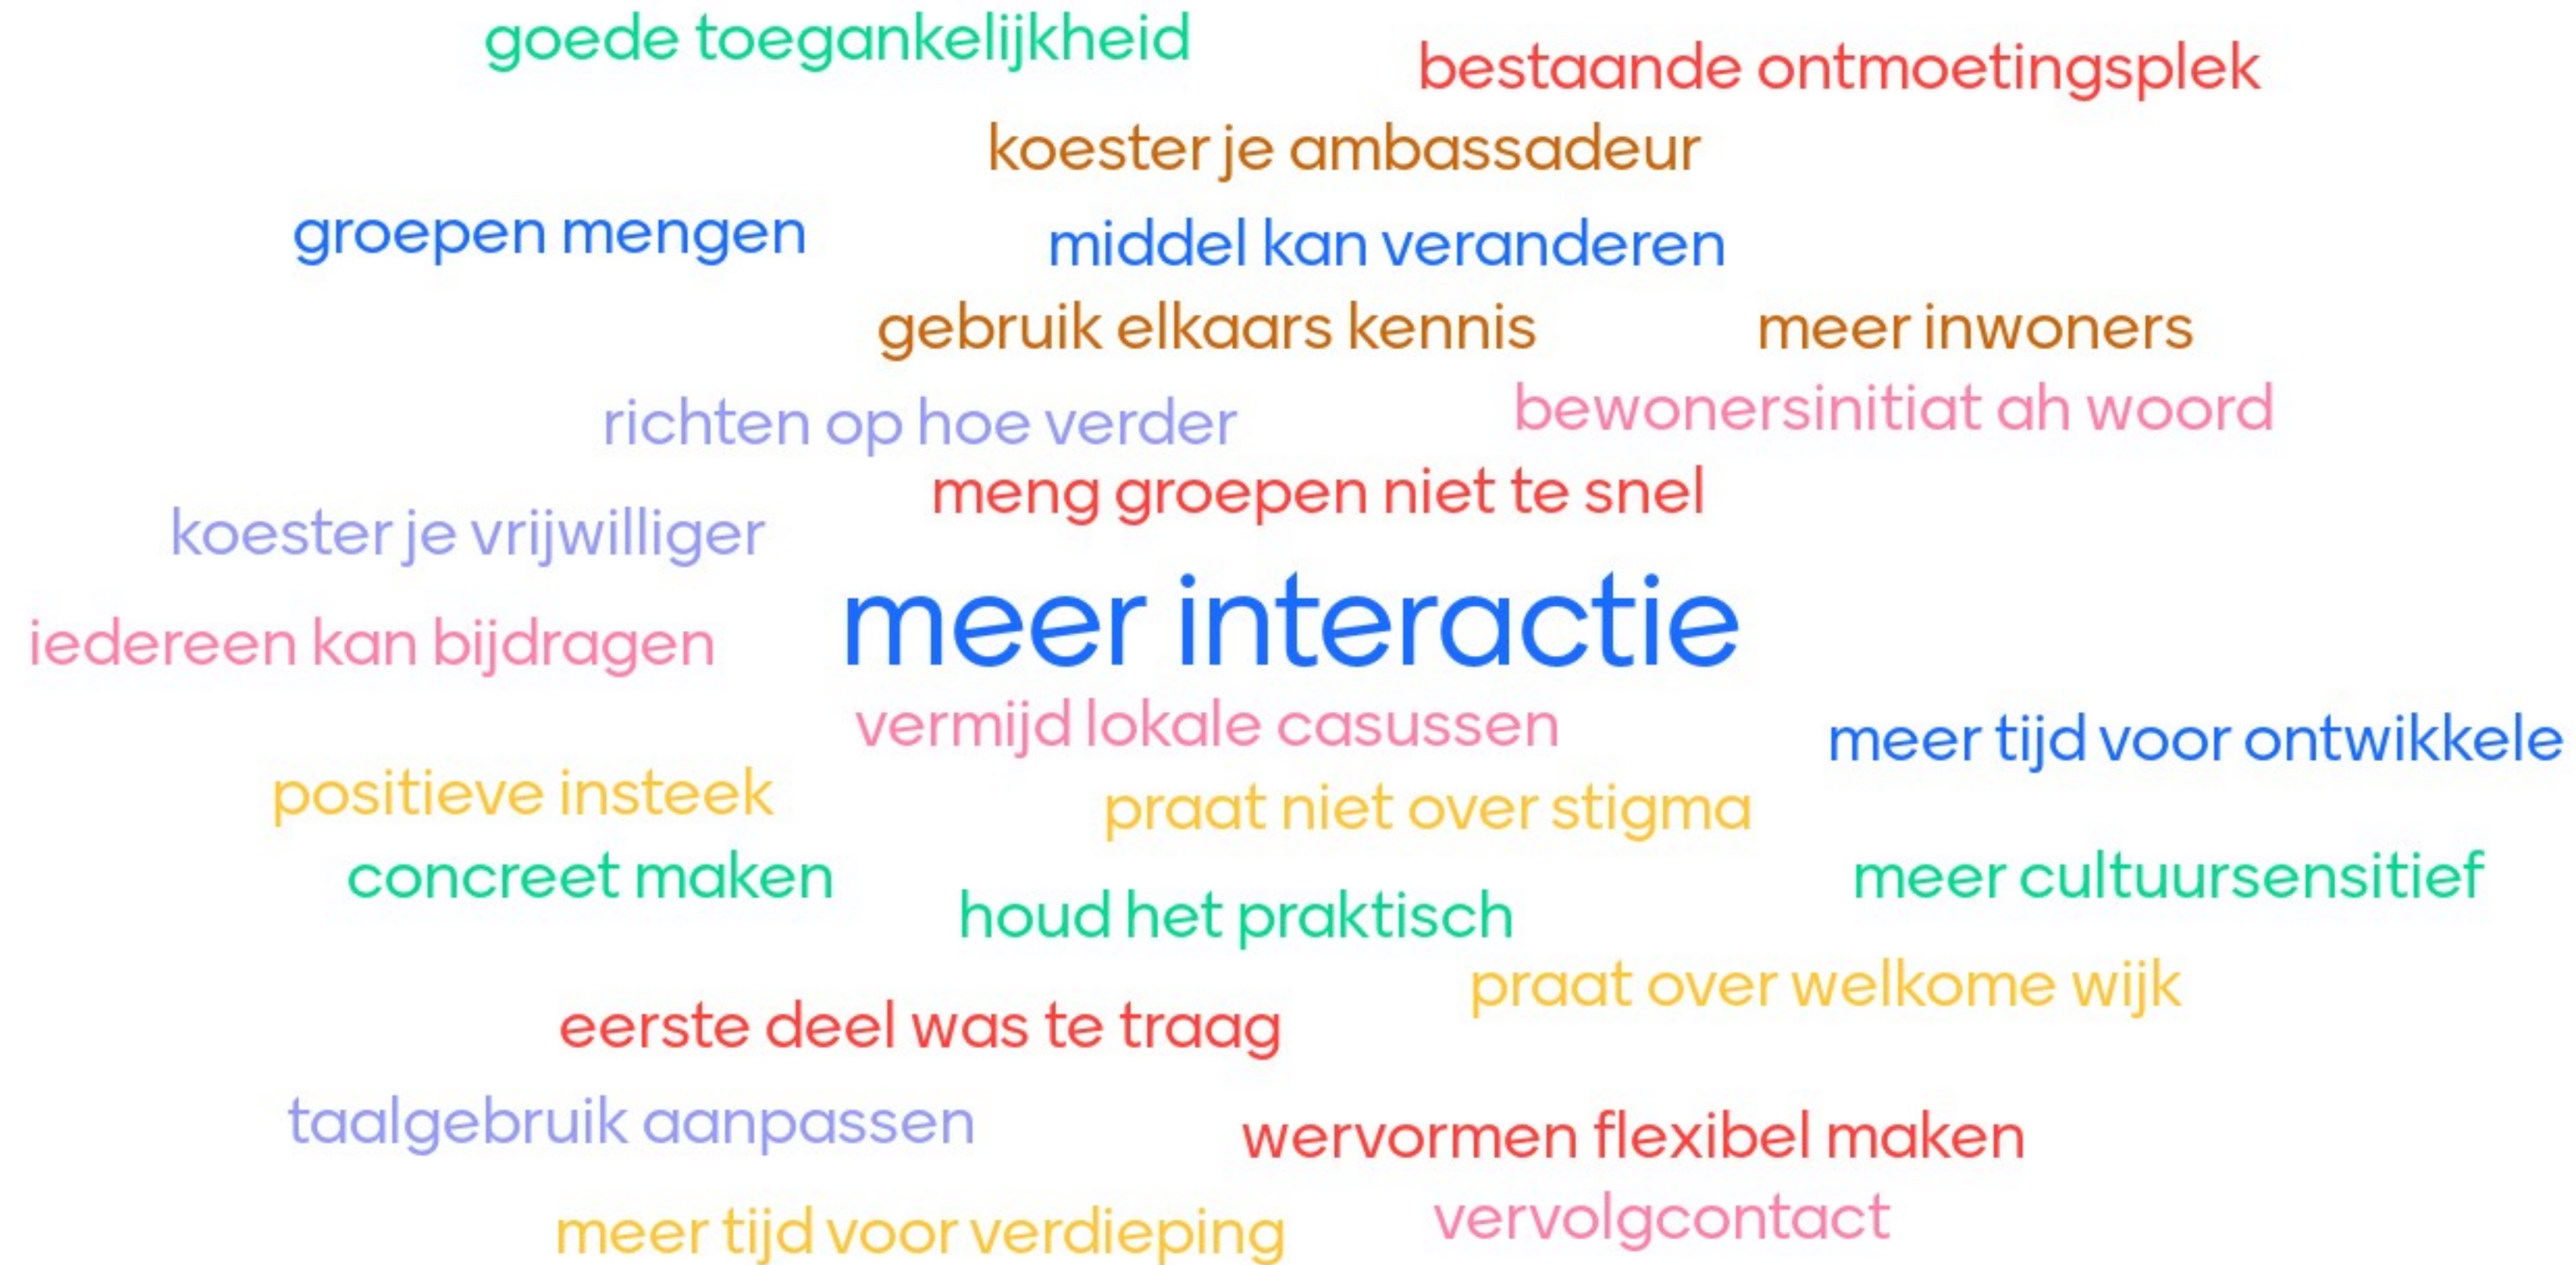 goede toegankelijkheid
bestaande ontmoetingsplek
koester je ambassadeur
groepen mengen
middel kan veranderen
gebruik elkaars kennis
meer inwoners
richten op hoe verder
bewonersinitiat ah woord
meng groepen niet te snel
koester je vrijwilliger
meer interactie
iedereen kan bijdragen
vermijd lokale casussen
meer tijd voor ontwikkele
positieve insteek
praat niet over stigma
concreet maken
meer cultuursensitief
houd het praktisch
praat over welkome wijk
eerste deel was te traag
taalgebruik aanpassen
wervormen flexibel maken
meer tijd voor verdieping
vervolgcontact